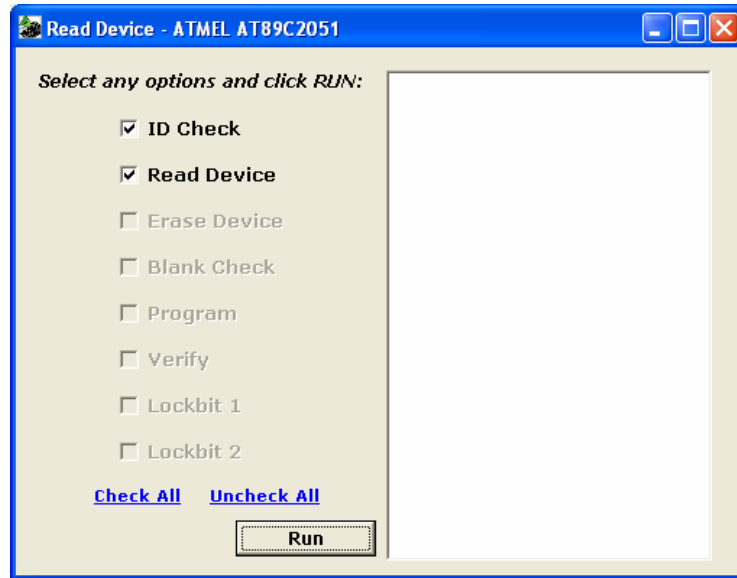 Read Device - ATMEL AT89C2051
Select any options and click RUN:
ID Check
Read Device
Erase Device
Blank Check
Program
Verify
Lockbit 1
Lockbit 2
Check All Uncheck All
Run